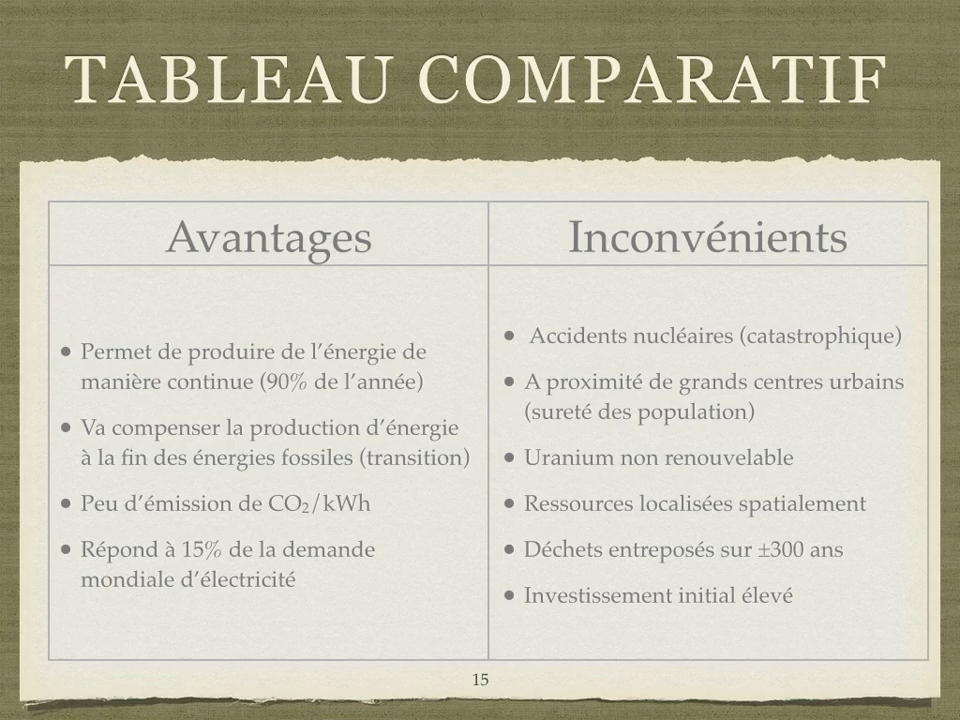 TABLEAU COMPARATIF
Avantages
• Permet de produire de l’énergie de
manière continue (90% de l’année)
• Va compenser la production d’énergie
à la fin des énergies fossiles (transition)
• Peu d’émission de CO₂/kWh
• Répond à 15% de la demande
mondiale d’électricité
Inconvénients
• Accidents nucléaires (catastrophique)
• A proximité de grands centres urbains
(sureté des population)
• Uranium non renouvelable
• Ressources localisées spatialement
• Déchets entreposés sur ±300 ans
• Investissement initial élevé
15